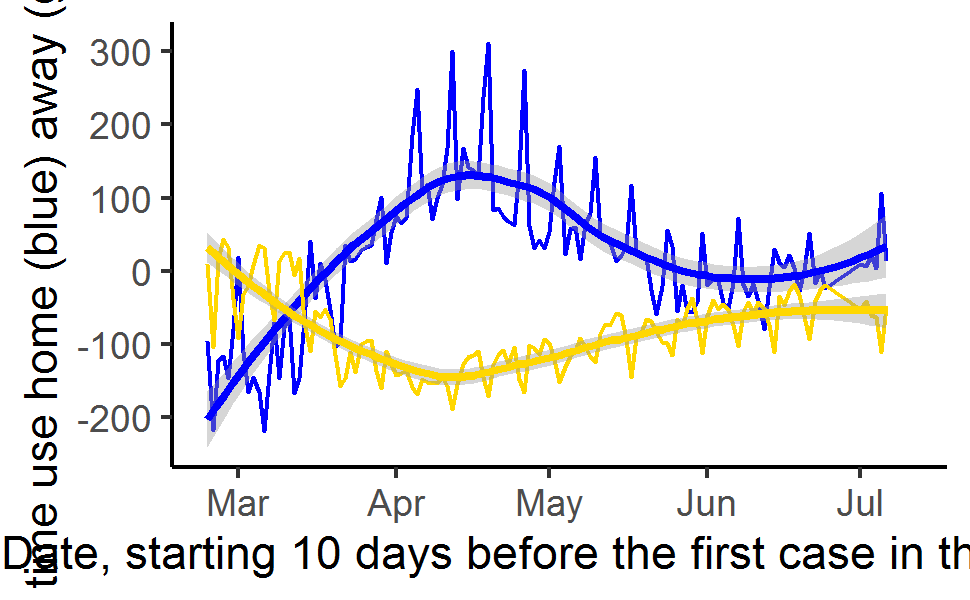 time use home (blue) away (
300
200
100
0
-100
-200
Mar Apr May Jun Jul
Date, starting 10 days before the first case in th